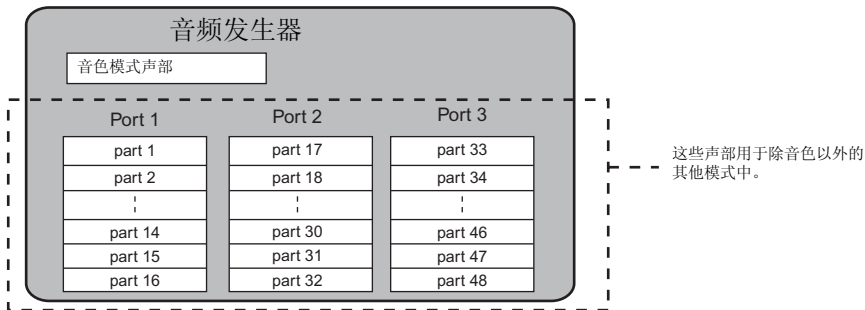 音频发生器
音色模式声部
Port 1
part 1
part 2
part 14
part 15
part 16
Port 2
part 17
part 18
part 30
part 31
part 32
Port 3
part 33
part 34
part 46
part 47
part 48
这些声部用于除音色以外的
其他模式中。